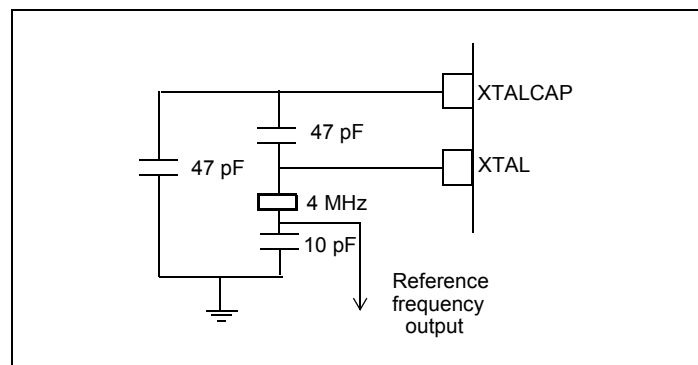 XTALCAP
47 pF
47 pF
XTAL
4 MHz
10 pF
Reference
frequency
output